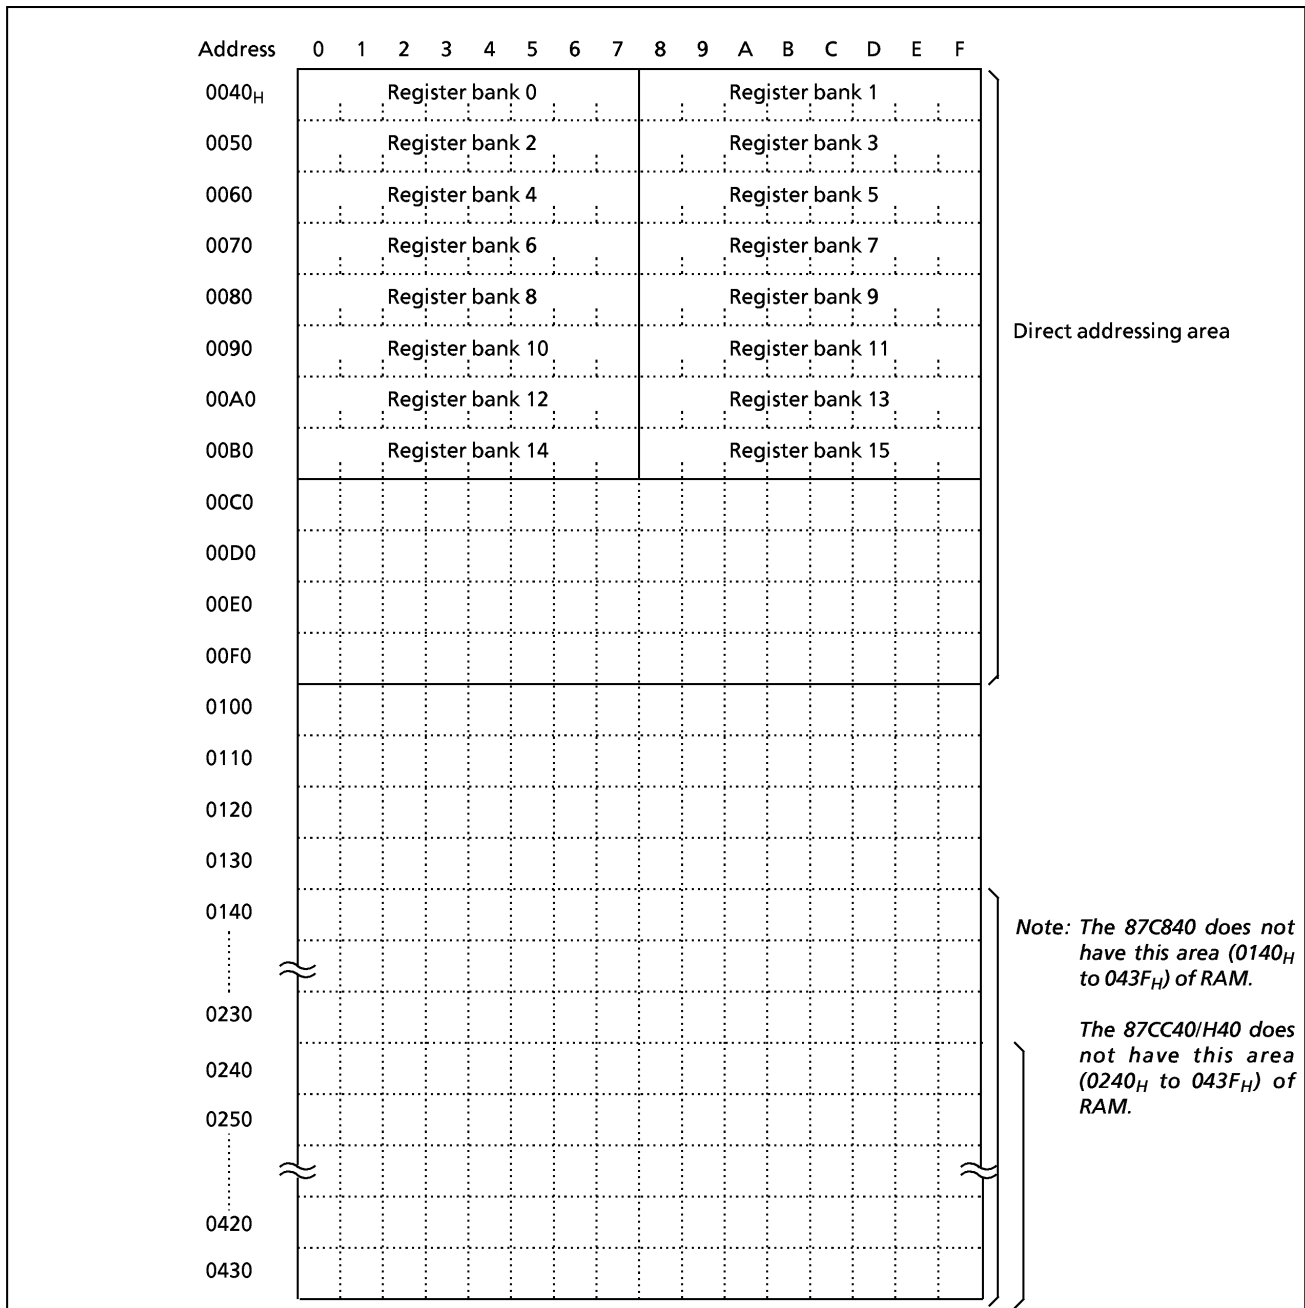 Address 0 1 2 3 4 5 6 7 8 9 A B C D E F
0040H Register bank 0 Register bank 1
0050 Register bank 2 Register bank 3
0060 Register bank 4 Register bank 5
0070 Register bank 6 Register bank 7
0080 Register bank 8 Register bank 9
Direct addressing area
0090 Register bank 10 Register bank 11
00A0 Register bank 12 Register bank 13
00B0 Register bank 14 Register bank 15
00C0
00D0
00E0
00F0
0100
0110
0120
0130
0140
Note: The 87C840 does not
have this area (0140H
to 043FH) of RAM.
0230
The 87CC40/H40 does
not have this area
(0240H to 043FH) of
RAM.
0240
0250
0420
0430